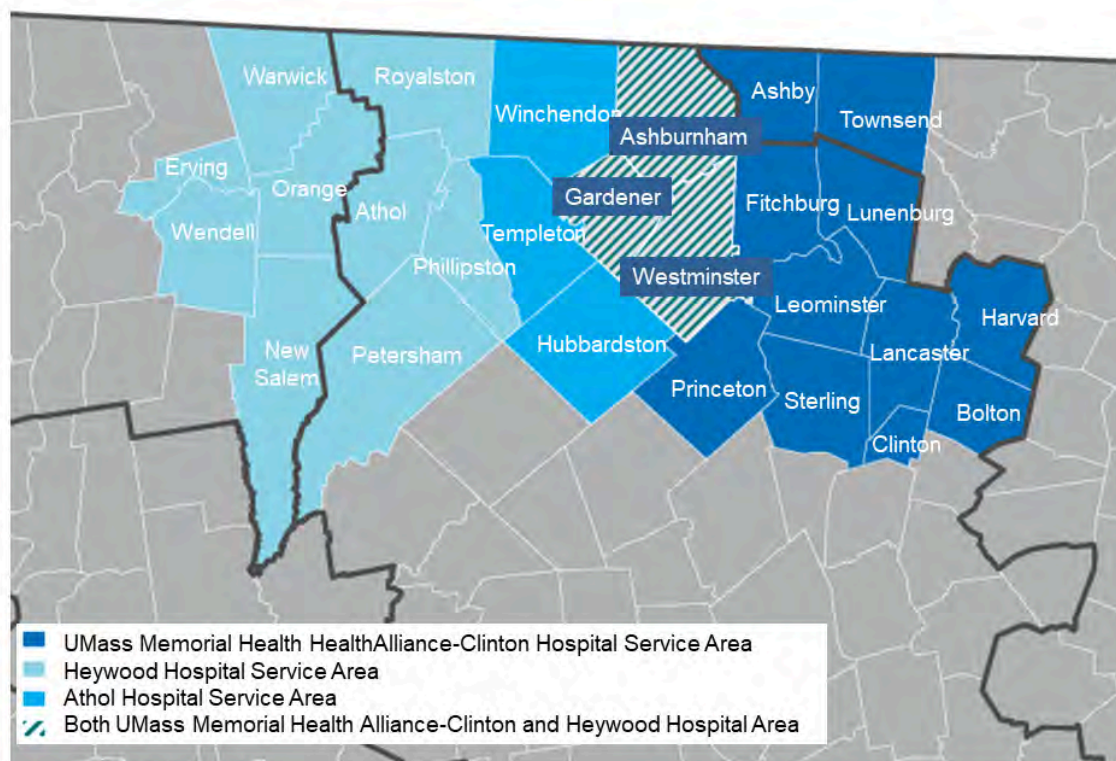 Warwick
Royalston
Winchendon
Ashby
Townsend
Ashburnham
Erving
Orange
Athol
Gardener
Fitchburg
Lunenburg
Wendell
Templeton
Phillipston
Westminster
Leominster
Harvard
New
Salem
Petersham
Hubbardston
Lancaster
Princeton
Sterling
Bolton
Clinton
UMass Memorial Health HealthAlliance-Clinton Hospital Service Area
Heywood Hospital Service Area
Athol Hospital Service Area
Both UMass Memorial Health Alliance-Clinton and Heywood Hospital Area